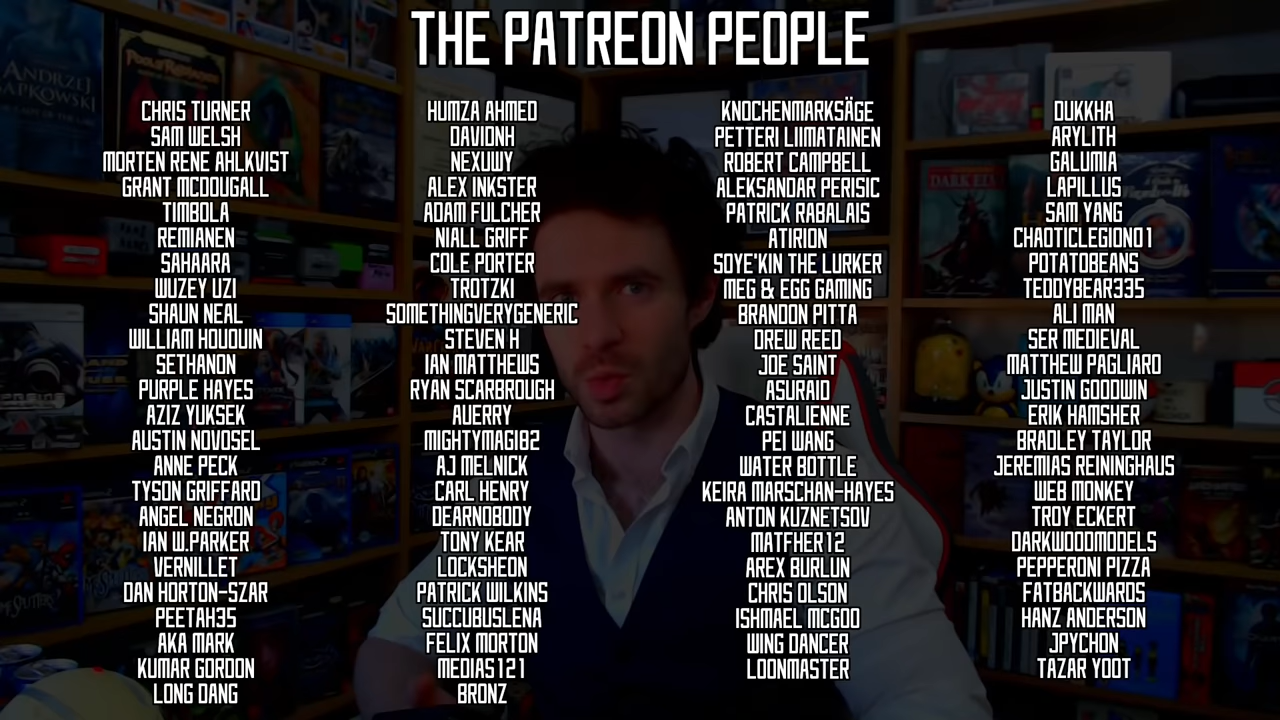 THE PATREON PEOPLE
CHRIS TURNER
SAM WELSH
MORTEN RENE AHLKVIST
GRANT MCDOUGALL
TIMBOLA
REMIANEN
SAHAARA
WUZEY UZI
SHAUN NEAL
WILLIAM HOUOUIN
SETHANON
PURPLE HAYES
AZIZ YUKSEK
AUSTIN NOVOSEL
ANNE PECK
TYSON GRIFFARD
ANGEL NEGRON
IAN W.PARKER
VERNILLET
DAN HORTON-SZAR
PEETAH35
AKA MARK
KUMAR GORDON
LONG DANG
HUMZA AHMED
DAVIDNH
NEXUWY
ALEX INKSTER
ADAM FULCHER
NIALL GRIFF
COLE PORTER
TROTZKI
SOMETHINGVERYGENERIC
STEVEN H
IAN MATTHEWS
RYAN SCARBROUGH
AUERRY
MIGHTYMAGI82
AJ MELNICK
CARL HENRY
DEARNOBODY
TONY KEAR
LOCKSHEON
PATRICK WILKINS
SUCCUBUSLENA
FELIX MORTON
MEDIAS121
BRONZ
KNOCHENMARKSÄGE
PETTERI LIIMATAINEN
ROBERT CAMPBELL
ALEKSANDAR PERISIC
PATRICK RABALAIS
ATIRION
SOYE'KIN THE LURKER
MEG & EGG GAMING
BRANDON PITTA
DREW REED
JOE SAINT
ASURAID
CASTALIENNE
PEI WANG
WATER BOTTLE
KEIRA MARSCHAN-HAYES
ANTON KUZNETSOV
MATFHER12
AREX BURLUN
CHRIS OLSON
ISHMAEL MCGOO
WING DANCER
LOONMASTER
DUKKHA
ARYLITH
GALUMIA
LAPILLUS
SAM YANG
CHAOTICLEGION01
POTATOBEANS
TEDDYBEAR335
ALI MAN
SER MEDIEVAL
MATTHEW PAGLIARO
JUSTIN GOODWIN
ERIK HAMSHER
BRADLEY TAYLOR
JEREMIAS REININGHAUS
WEB MONKEY
TROY ECKERT
DARKWOODMODELS
PEPPERONI PIZZA
FATBACKWARDS
HANZ ANDERSON
JPYCHON
TAZAR YOOT
ANDRZEJ
SAPKOWSKI
DARK ELF